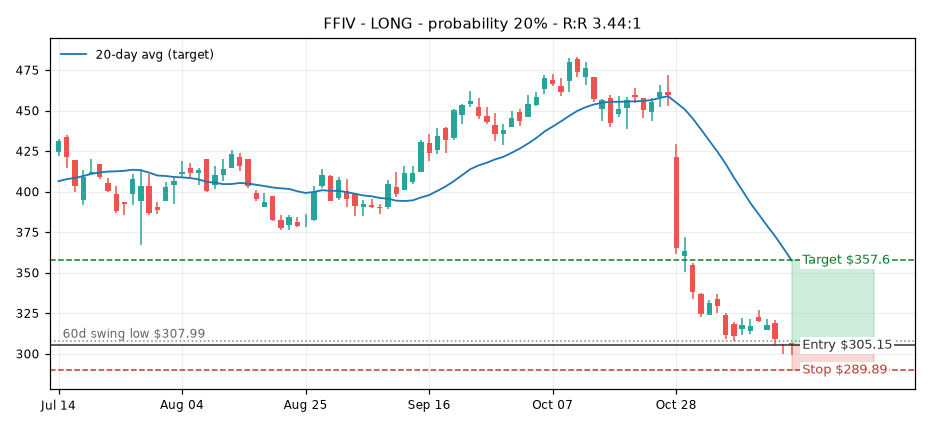 FFIV - LONG - probability 20% - R:R 3.44:1
20-day avg (target)
475
450
425
400
375
350
325
300
Target $357.6
60d swing low $307.99
Entry $305.15
Stop $289.89
Jul 14
Aug 04
Aug 25
Sep 16
Oct 07
Oct 28